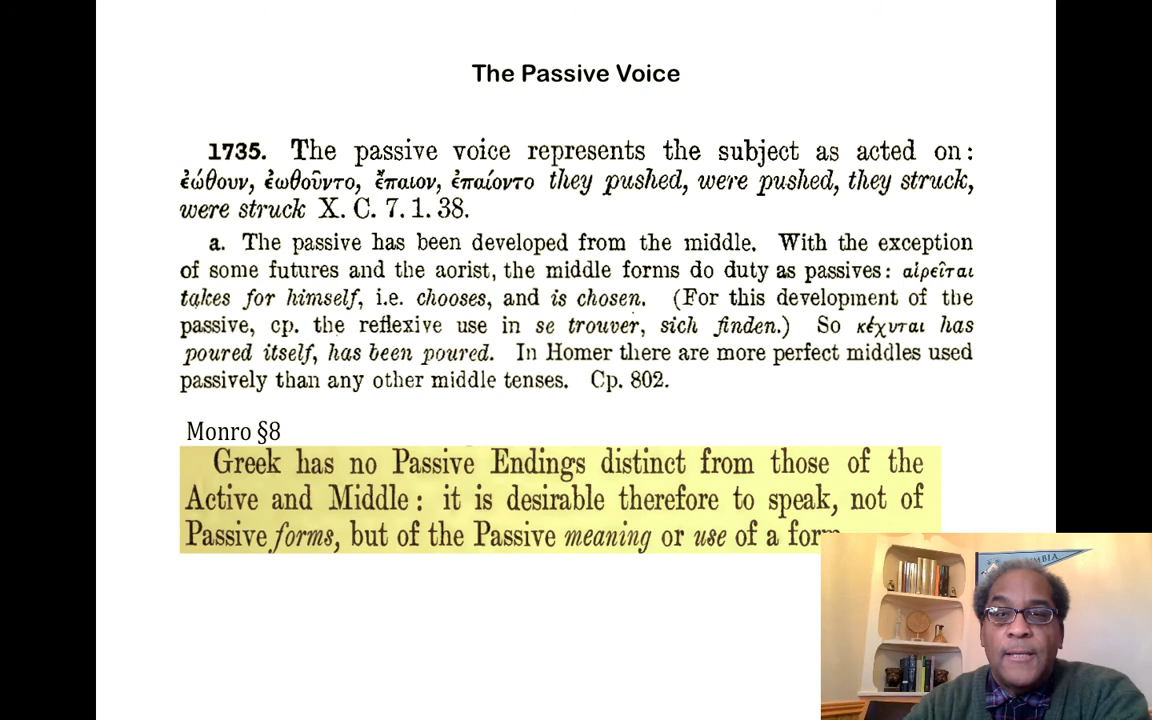 The Passive Voice
1735. The passive voice represents the subject as acted on:
ἐώθουν, ἐωθοῦντο, ἔπαιον, ἐπαίοντο they pushed, were pushed, they struck,
were struck X. C. 7. 1. 38.
a. The passive has been developed from the middle. With the exception
of some futures and the aorist, the middle forms do duty as passives: αἱρεῖται
takes for himself, i.e. chooses, and is chosen. (For this development of the
passive, cp. the reflexive use in se trouver, sich finden.) So κέχυται has
poured itself, has been poured. In Homer there are more perfect middles used
passively than any other middle tenses. Cp. 802.
Monro §8
Greek has no Passive Endings distinct from those of the
Active and Middle: it is desirable therefore to speak, not of
Passive forms, but of the Passive meaning or use of a